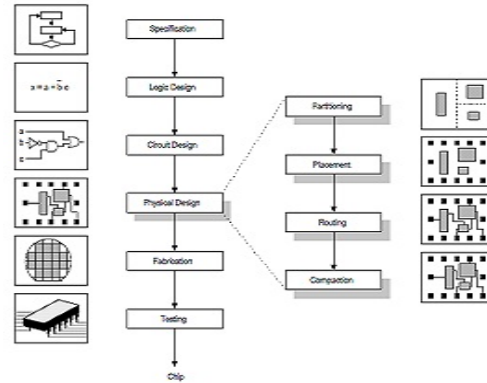 Specification
Logic Design
Circuit Design
Physical Design
Fabrication
Testing
Chip
Partitioning
Placement
Routing
Compaction
a
b
c